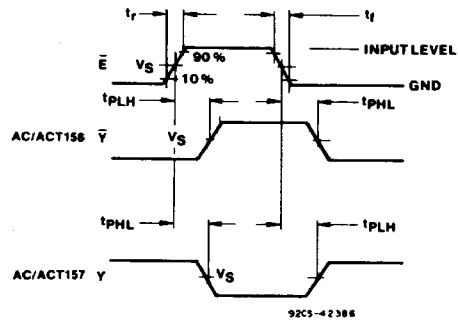 tr
tf
90 %
INPUT LEVEL
E̅
VS
10 %
GND
tPLH
tPHL
AC/ACT158 Y̅
VS
tPHL
tPLH
AC/ACT157 Y
VS
92CS-42386